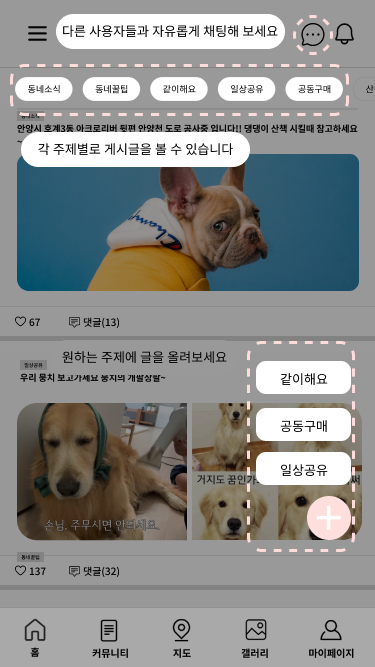 다른 사용자들과 자유롭게 채팅해 보세요
동네소식
동네꿀팁
같이해요
일상공유
공동구매
산
안양시 호계3동 아크로리버 뒷편 안양천 도로 공사중 입니다!! 댕댕이 산책 시킬때 참고하세요
~
각 주제별로 게시글을 볼 수 있습니다
Champion
67
댓글(13)
원하는 주제에 글을 올려보세요
일상공유
우리 뭉치 보고가세요 뭉치의 개발상발~
같이해요
공동구매
일상공유
손님, 주무시면 안돼서요.
거지도 꿈인가
써
동네꿀팁
137
댓글(32)
홈
커뮤니티
지도
갤러리
마이페이지